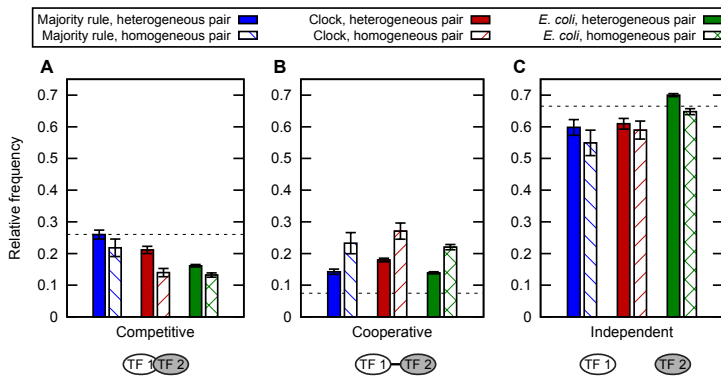 Majority rule, heterogeneous pair
Majority rule, homogeneous pair
Clock, heterogeneous pair
Clock, homogeneous pair
E. coli, heterogeneous pair
E. coli, homogeneous pair
A
B
C
Relative frequency
0.7
0.6
0.5
0.4
0.3
0.2
0.1
0
0.7
0.6
0.5
0.4
0.3
0.2
0.1
0
0.7
0.6
0.5
0.4
0.3
0.2
0.1
0
Competitive
Cooperative
Independent
TF 1 TF 2
TF 1 TF 2
TF 1 TF 2